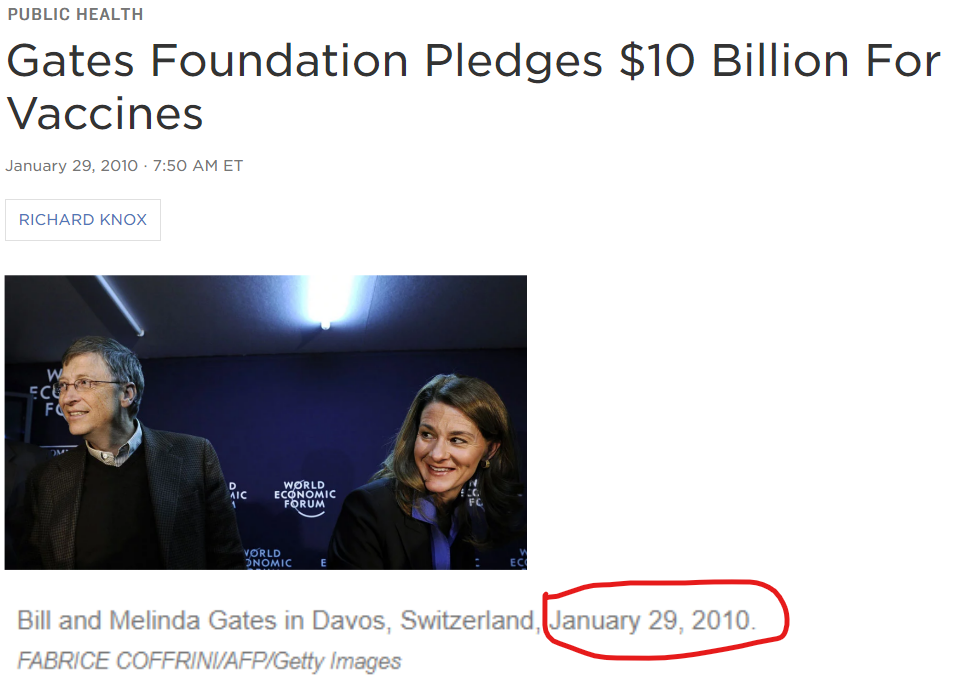 PUBLIC HEALTH
Gates Foundation Pledges $10 Billion For
Vaccines
January 29, 2010 · 7:50 AM ET
RICHARD KNOX
WORLD
ECONOMIC
FORUM
Bill and Melinda Gates in Davos, Switzerland, January 29, 2010.
FABRICE COFFRINI/AFP/Getty Images